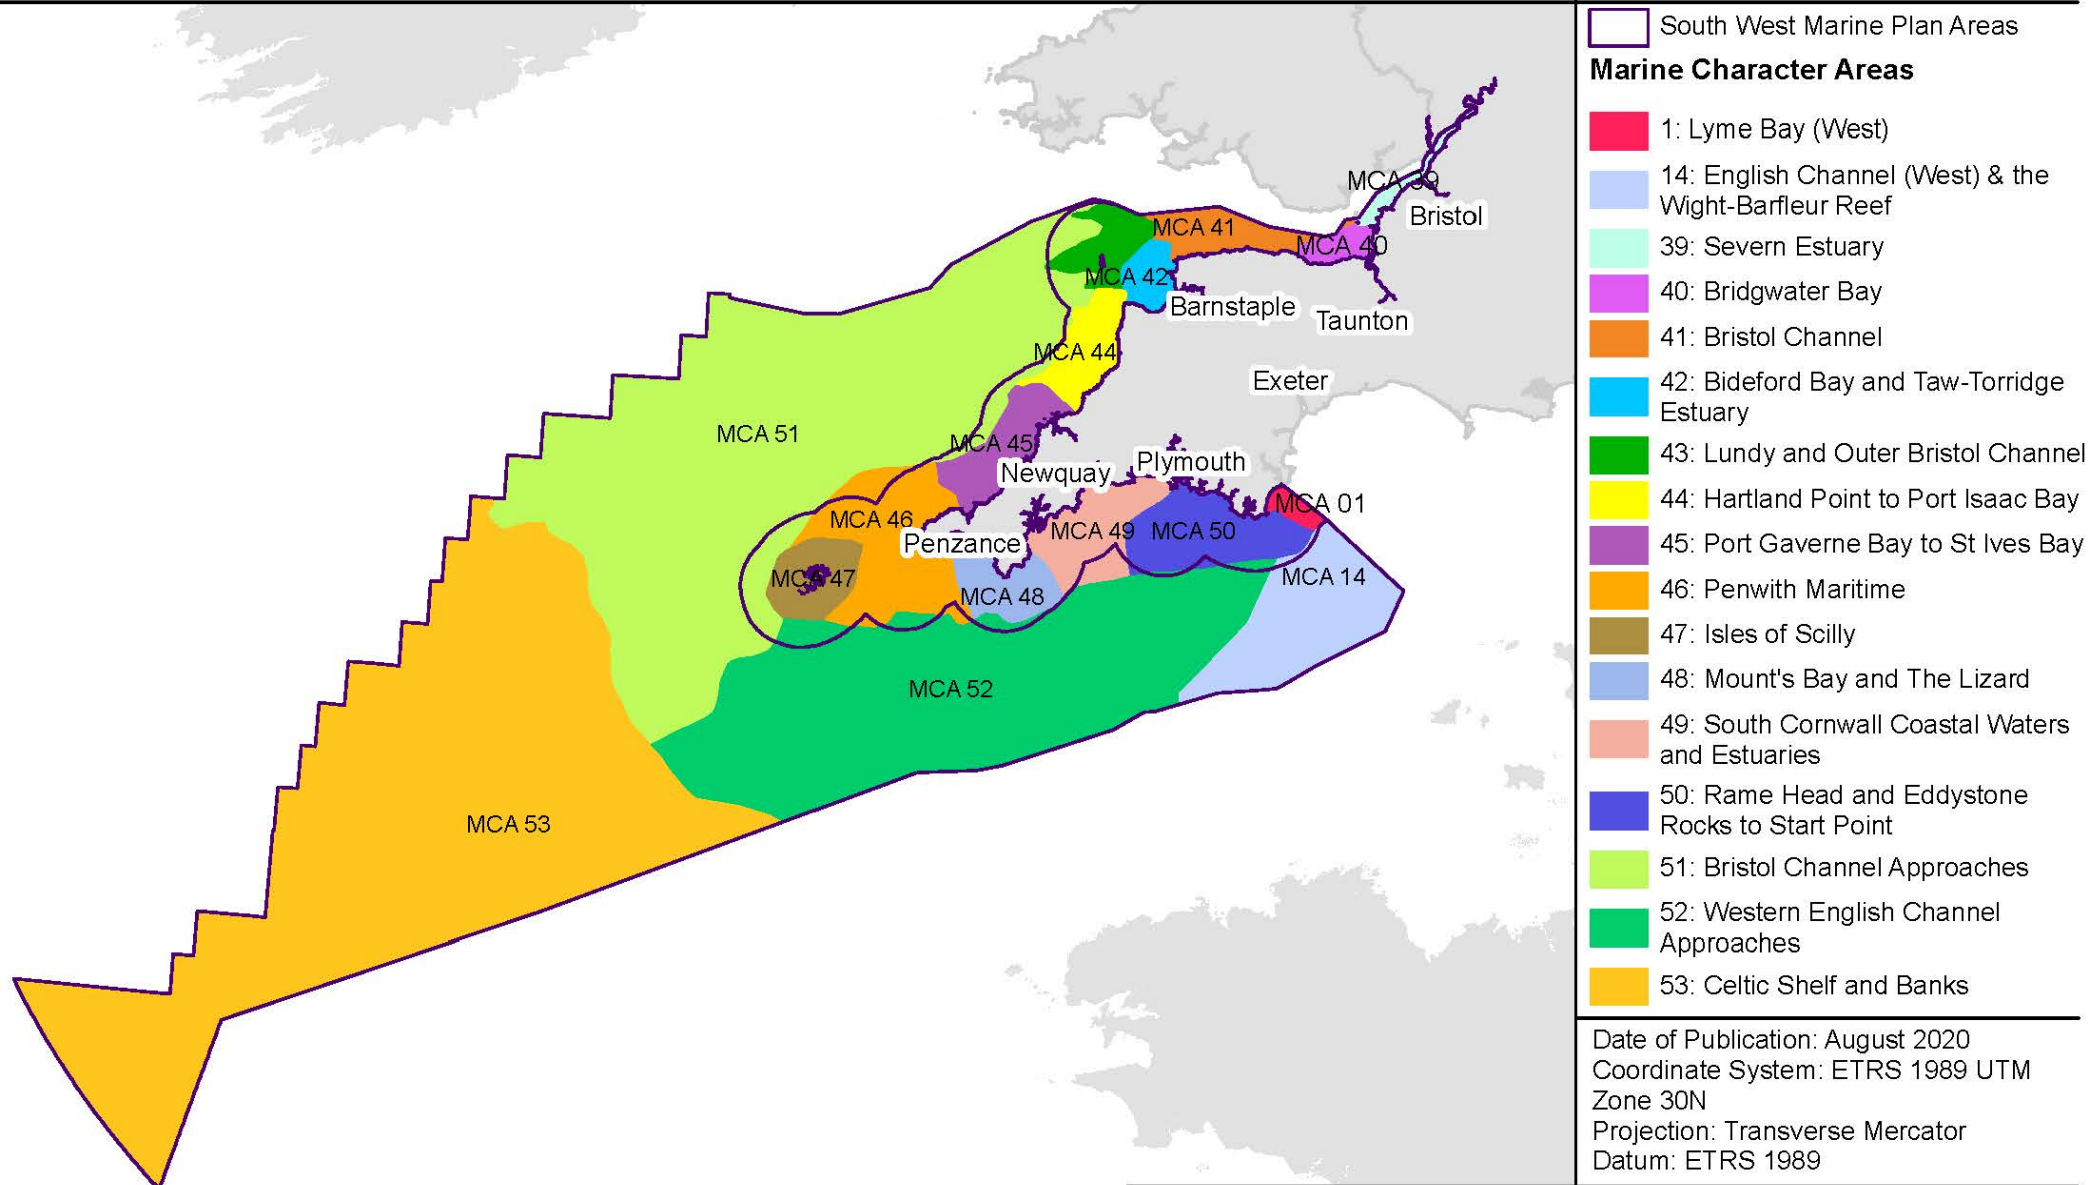 South West Marine Plan Areas
Marine Character Areas
1: Lyme Bay (West)
14: English Channel (West) & the
Wight-Barfleur Reef
39: Severn Estuary
40: Bridgwater Bay
41: Bristol Channel
42: Bideford Bay and Taw-Torridge
Estuary
43: Lundy and Outer Bristol Channel
44: Hartland Point to Port Isaac Bay
45: Port Gaverne Bay to St Ives Bay
46: Penwith Maritime
47: Isles of Scilly
48: Mount's Bay and The Lizard
49: South Cornwall Coastal Waters
and Estuaries
50: Rame Head and Eddystone
Rocks to Start Point
51: Bristol Channel Approaches
52: Western English Channel
Approaches
53: Celtic Shelf and Banks
Date of Publication: August 2020
Coordinate System: ETRS 1989 UTM
Zone 30N
Projection: Transverse Mercator
Datum: ETRS 1989
MCA 39
Bristol
MCA 41
MCA 40
MCA 42
Barnstaple
Taunton
MCA 44
Exeter
MCA 51
MCA 45
Newquay
Plymouth
MCA 01
MCA 46
MCA 49
MCA 50
Penzance
MCA 47
MCA 14
MCA 48
MCA 52
MCA 53